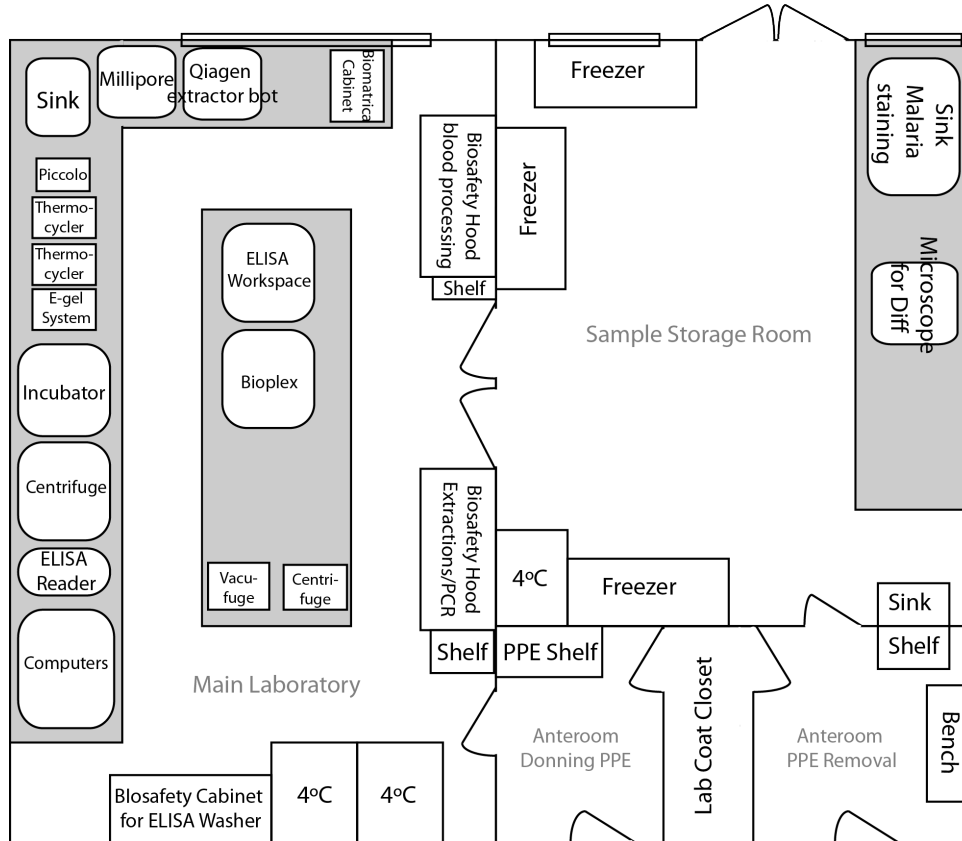 Sink
Millipore
Qiagen
extractor bot
Biomatrica
Cabinet
Freezer
Sink
Malaria
staining
Piccolo
Thermo-
cycler
Thermo-
cycler
E-gel
System
Biosafety Hood
blood processing
Shelf
Freezer
ELISA
Workspace
Bioplex
Sample Storage Room
Microscope
for Diff
Incubator
Centrifuge
ELISA
Reader
Computers
Vacu-
fuge
Centri-
fuge
Biosafety Hood
Extractions/PCR
Shelf
4ºC
Freezer
PPE Shelf
Sink
Shelf
Main Laboratory
Anteroom
Donning PPE
Lab Coat Closet
Anteroom
PPE Removal
Bench
BIosafety Cabinet
for ELISA Washer
4ºC
4ºC